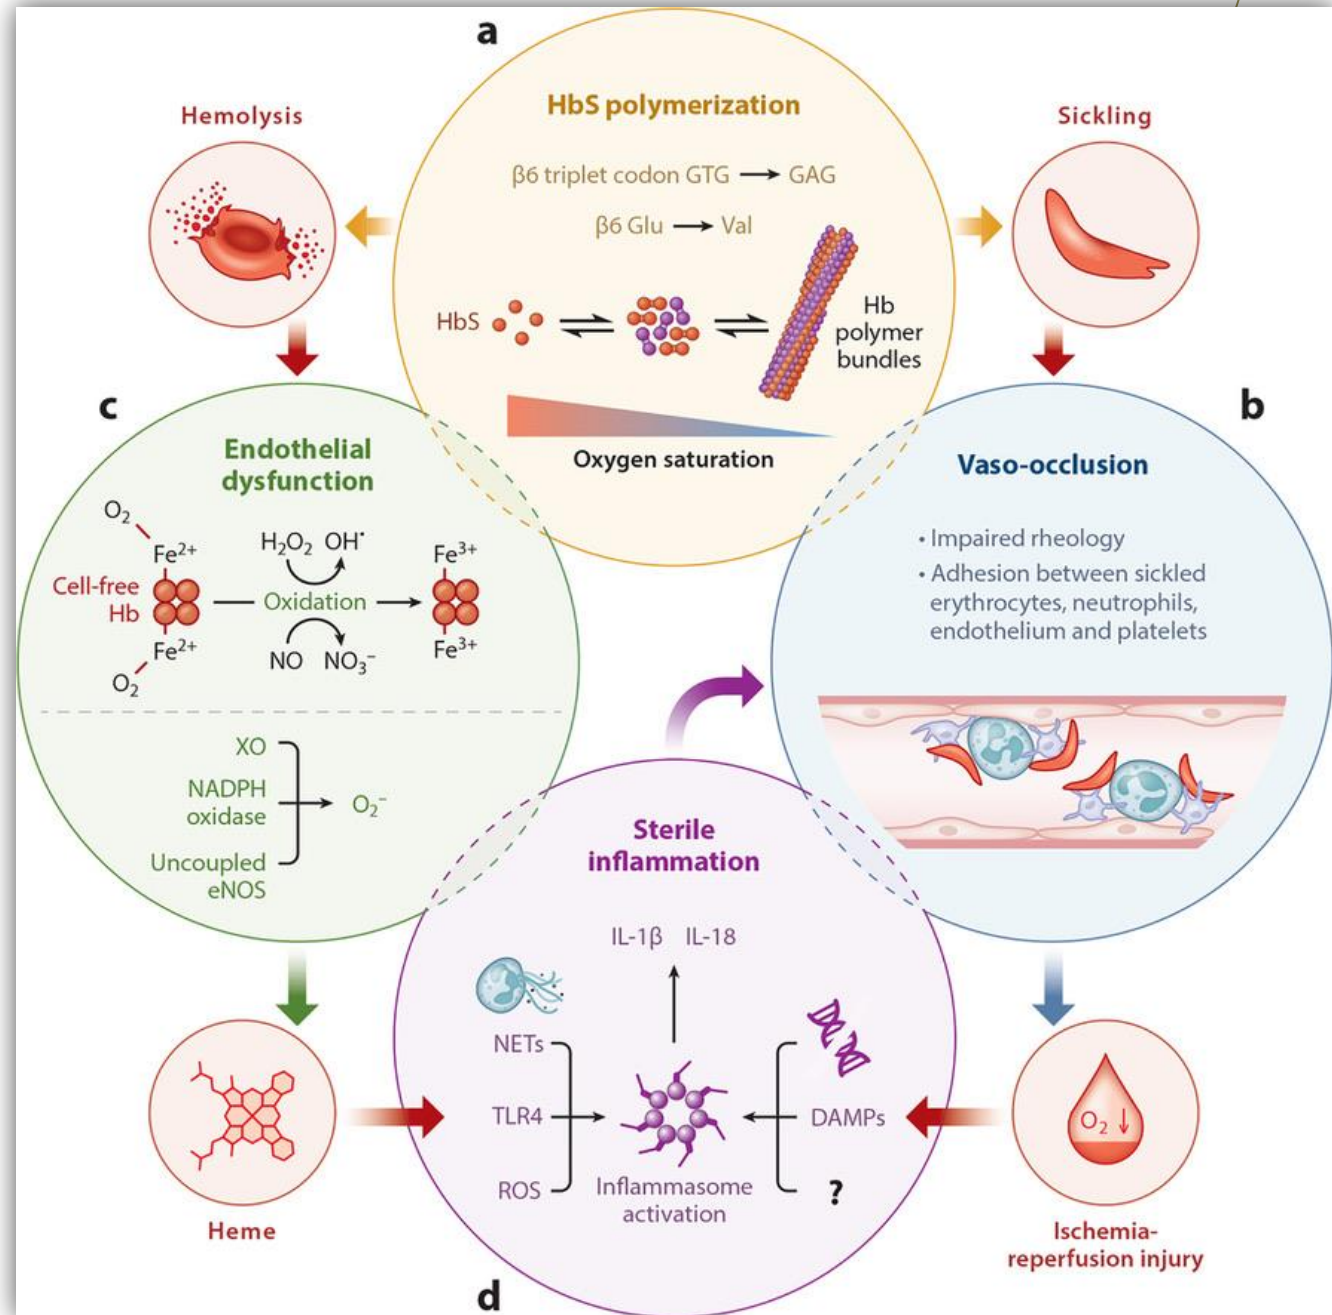 a
HbS polymerization
β6 triplet codon GTG → GAG
β6 Glu → Val
HbS
Hb
polymer
bundles
Oxygen saturation
Hemolysis
Sickling
b
Vaso-occlusion
• Impaired rheology
• Adhesion between sickled
erythrocytes, neutrophils,
endothelium and platelets
c
Endothelial
dysfunction
O₂
Fe²⁺
H₂O₂ OH•
Fe³⁺
Cell-free
Hb
Oxidation
Fe²⁺
NO NO₃⁻
Fe³⁺
O₂
XO
NADPH
oxidase
O₂⁻
Uncoupled
eNOS
Sterile
inflammation
IL-1β IL-18
NETs
TLR4
ROS
Inflammasome
activation
DAMPs
?
Heme
O₂ ↓
Ischemia-
reperfusion injury
d